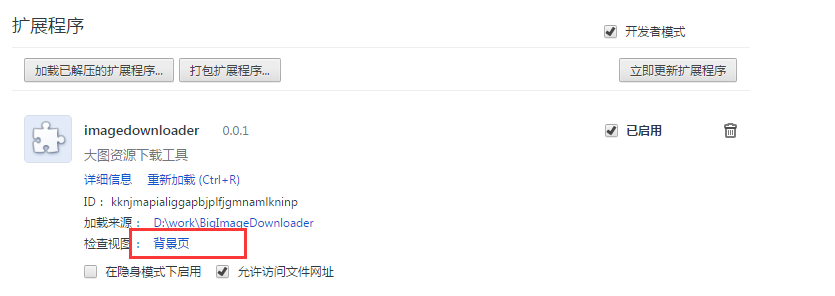 扩展程序
开发者模式
加载已解压的扩展程序... 打包扩展程序... 立即更新扩展程序
imagedownloader 0.0.1 已启用
大图资源下载工具
详细信息 重新加载 (Ctrl+R)
ID： kknjmapialiggapbjplfjgmnamlkninp
加载来源： D:\work\BigImageDownloader
检查视图： 背景页
在隐身模式下启用 允许访问文件网址